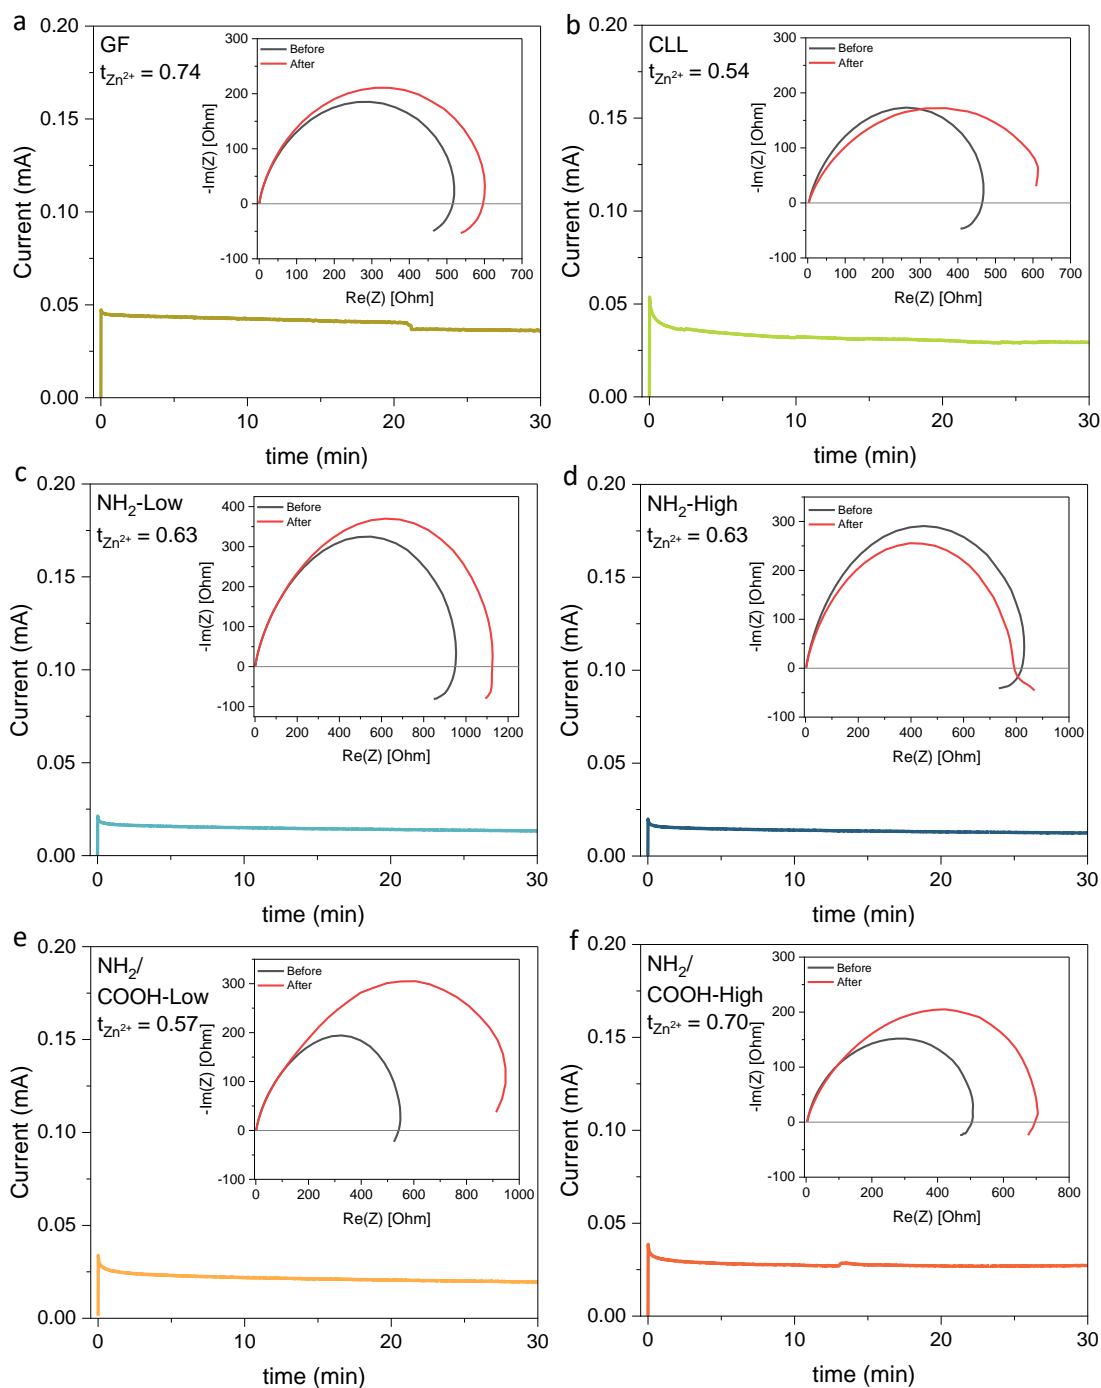 a
GF
t Zn²⁺ = 0.74
Current (mA)
0.20
0.15
0.10
0.05
0.00
0 10 20 30
time (min)
Before
After
-Im(Z) [Ohm]
300
200
100
0
-100
0 100 200 300 400 500 600 700
Re(Z) [Ohm]
b
CLL
t Zn²⁺ = 0.54
Current (mA)
0.20
0.15
0.10
0.05
0.00
0 10 20 30
time (min)
Before
After
-Im(Z) [Ohm]
300
200
100
0
-100
0 100 200 300 400 500 600 700
Re(Z) [Ohm]
c
NH₂-Low
t Zn²⁺ = 0.63
Current (mA)
0.20
0.15
0.10
0.05
0.00
0 10 20 30
time (min)
Before
After
-Im(Z) [Ohm]
400
300
200
100
0
-100
0 200 400 600 800 1000 1200
Re(Z) [Ohm]
d
NH₂-High
t Zn²⁺ = 0.63
Current (mA)
0.20
0.15
0.10
0.05
0.00
0 10 20 30
time (min)
Before
After
-Im(Z) [Ohm]
300
200
100
0
-100
0 200 400 600 800 1000
Re(Z) [Ohm]
e
NH₂/
COOH-Low
t Zn²⁺ = 0.57
Current (mA)
0.20
0.15
0.10
0.05
0.00
0 10 20 30
time (min)
Before
After
-Im(Z) [Ohm]
300
200
100
0
-100
0 200 400 600 800 1000
Re(Z) [Ohm]
f
NH₂/
COOH-High
t Zn²⁺ = 0.70
Current (mA)
0.20
0.15
0.10
0.05
0.00
0 10 20 30
time (min)
Before
After
-Im(Z) [Ohm]
300
200
100
0
-100
0 200 400 600 800
Re(Z) [Ohm]